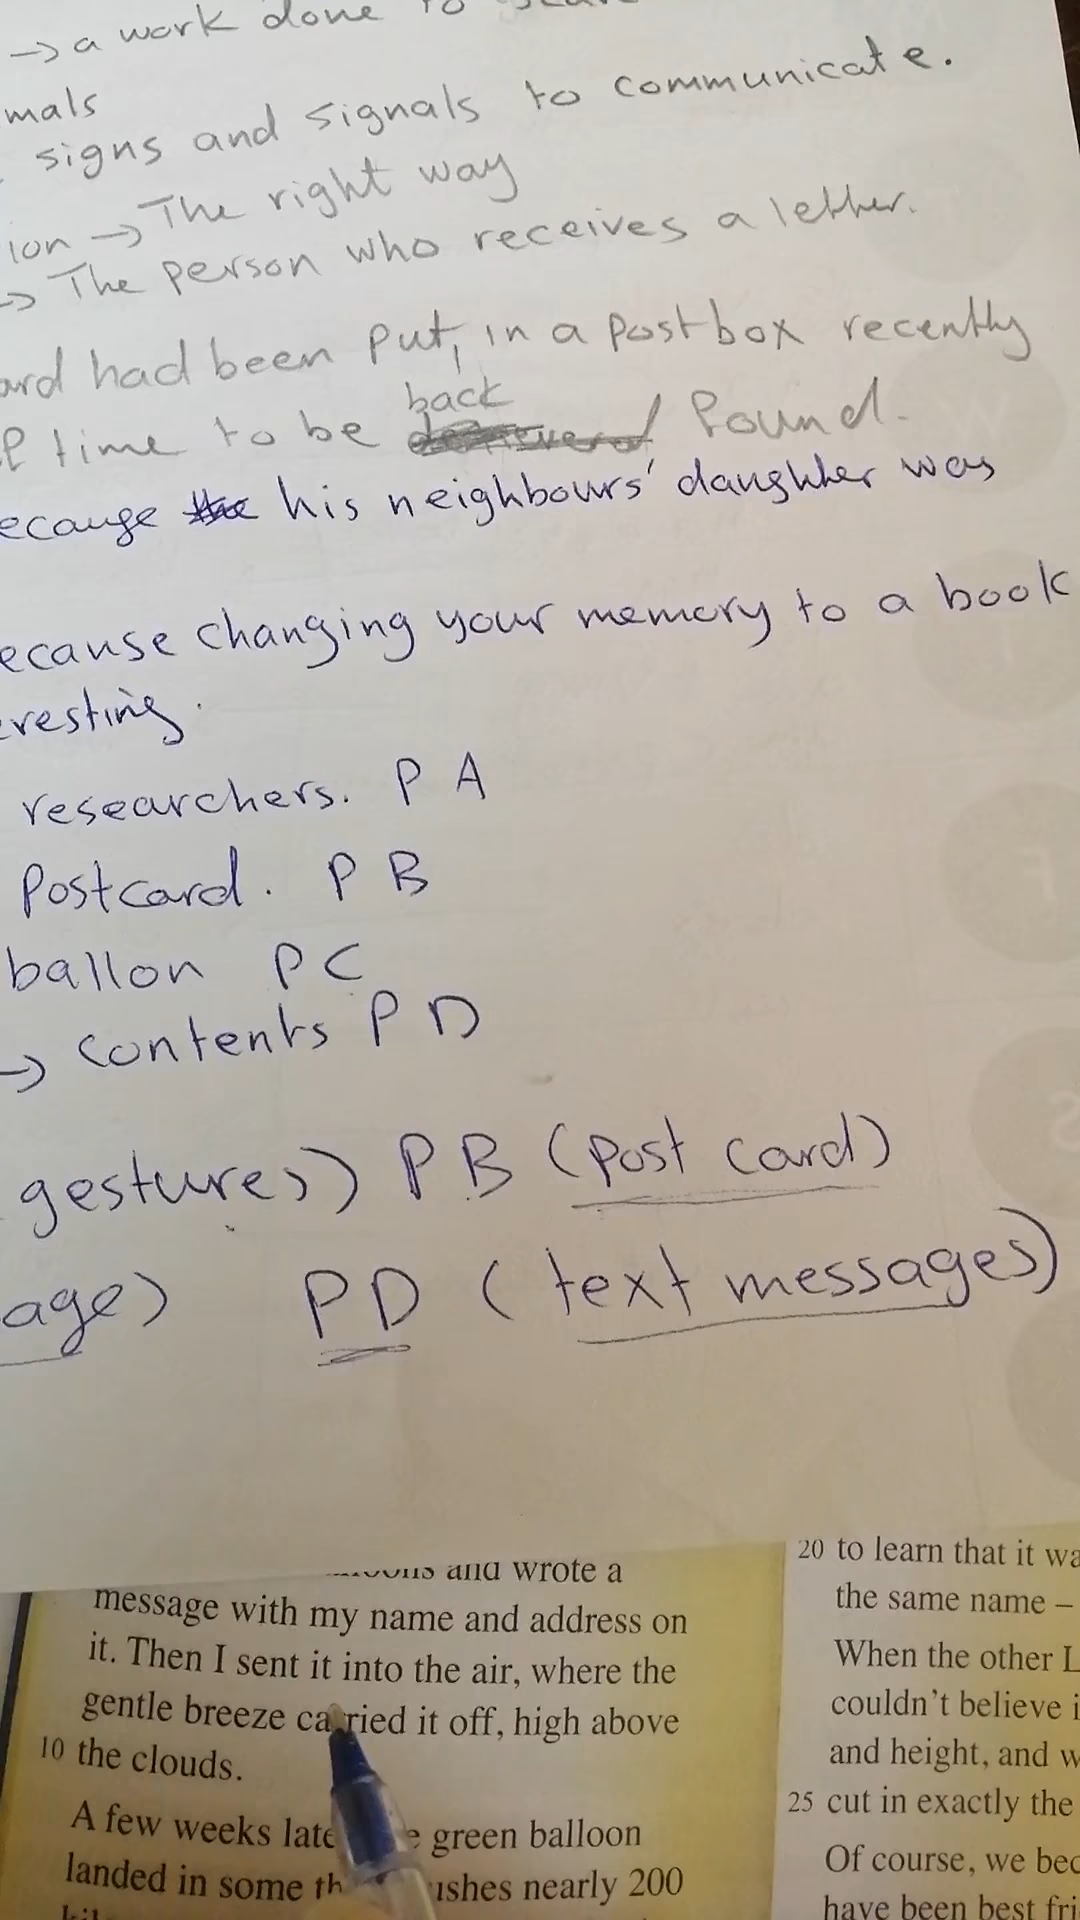 → a work done to
mals
signs and signals to communicate.
ion → The right way
→ The person who receives a letter.
ard had been put, in a postbox recently
back
f time to be found.
ecause his neighbours' daughter was
ecause changing your memory to a book
eresting.
researchers. P A
Postcard. P B
ballon P C
→ contents P D
gestures)) P B (post card)
age) PD (text messages)
and wrote a
message with my name and address on
it. Then I sent it into the air, where the
gentle breeze carried it off, high above
10 the clouds.
A few weeks late e green balloon
landed in some th ushes nearly 200
20 to learn that it wa
the same name –
When the other L
couldn't believe i
and height, and w
25 cut in exactly the
Of course, we bec
have been best fri